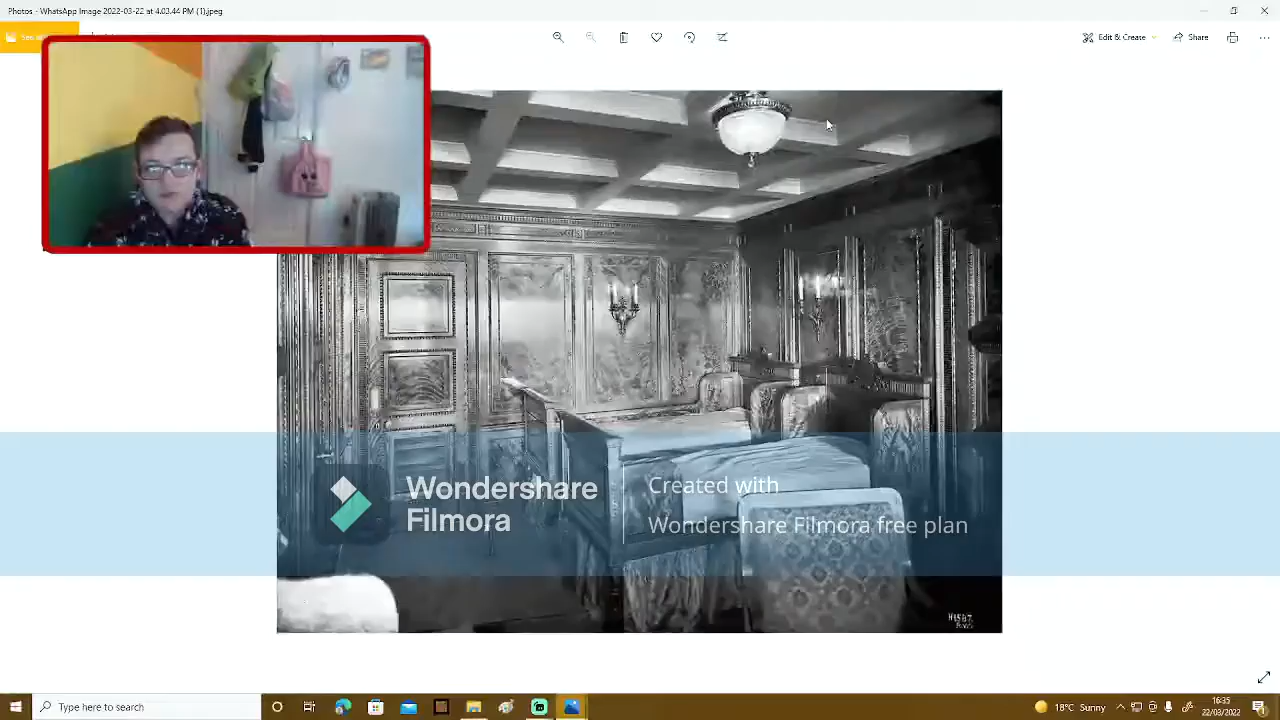 Photos - WhatsApp Image 2022-03-22 at 4.03.44 PM (1).jpeg
Edit & Create
Share
Wondershare
Filmora
Created with
Wondershare Filmora free plan
Type here to search
18°C Sunny
16:35
22/03/2022